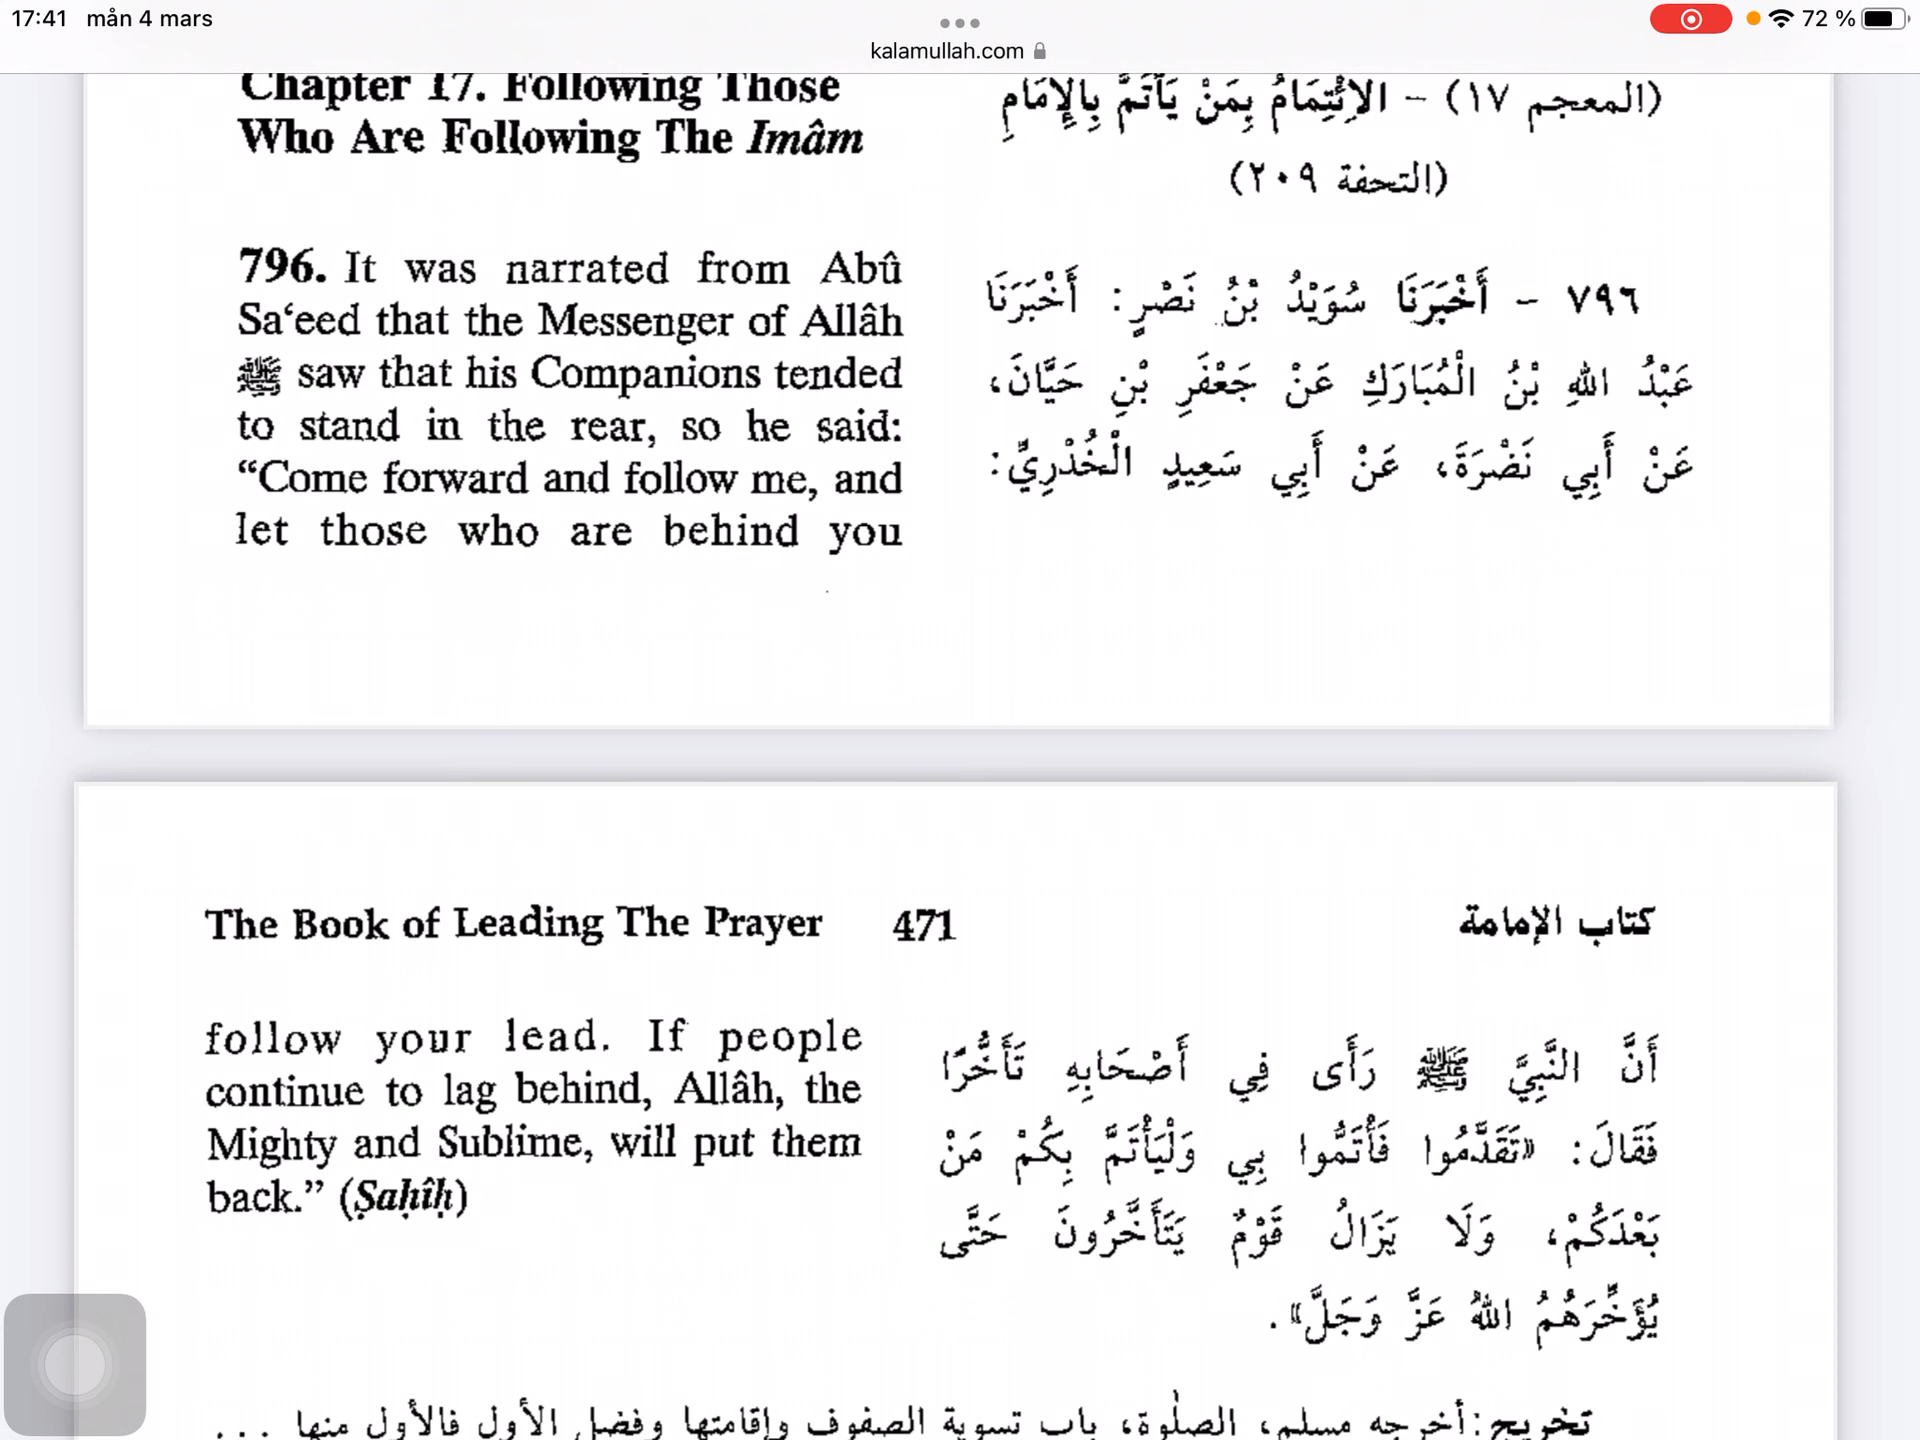 17:41 mån 4 mars
72 %
kalamullah.com
Chapter 17. Following Those
Who Are Following The Imâm
(المعجم ١٧) - الاِئْتِمَامُ بِمَنْ يَأْتَمُّ بِالإِمَامِ
(التحفة ٢٠٩)
796. It was narrated from Abû
Sa‘eed that the Messenger of Allâh
ﷺ saw that his Companions tended
to stand in the rear, so he said:
“Come forward and follow me, and
let those who are behind you
٧٩٦ - أَخْبَرَنَا سُوَيْدُ بْنُ نَصْرٍ: أَخْبَرَنَا
عَبْدُ اللهِ بْنُ الْمُبَارَكِ عَنْ جَعْفَرِ بْنِ حَيَّانَ،
عَنْ أَبِي نَضْرَةَ، عَنْ أَبِي سَعِيدٍ الْخُدْرِيِّ:
The Book of Leading The Prayer 471 كتاب الإمامة
follow your lead. If people
continue to lag behind, Allâh, the
Mighty and Sublime, will put them
back.” (Ṣaḥîḥ)
أَنَّ النَّبِيَّ ﷺ رَأَى فِي أَصْحَابِهِ تَأَخُّرًا
فَقَالَ: «تَقَدَّمُوا فَأْتَمُّوا بِي وَلْيَأْتَمَّ بِكُمْ مَنْ
بَعْدَكُمْ، وَلَا يَزَالُ قَوْمٌ يَتَأَخَّرُونَ حَتَّى
يُؤَخِّرَهُمُ اللهُ عَزَّ وَجَلَّ».
تخريج: أخرجه مسلم، الصلٰوة، باب تسوية الصفوف وإقامتها وفضل الأول فالأول منها ...